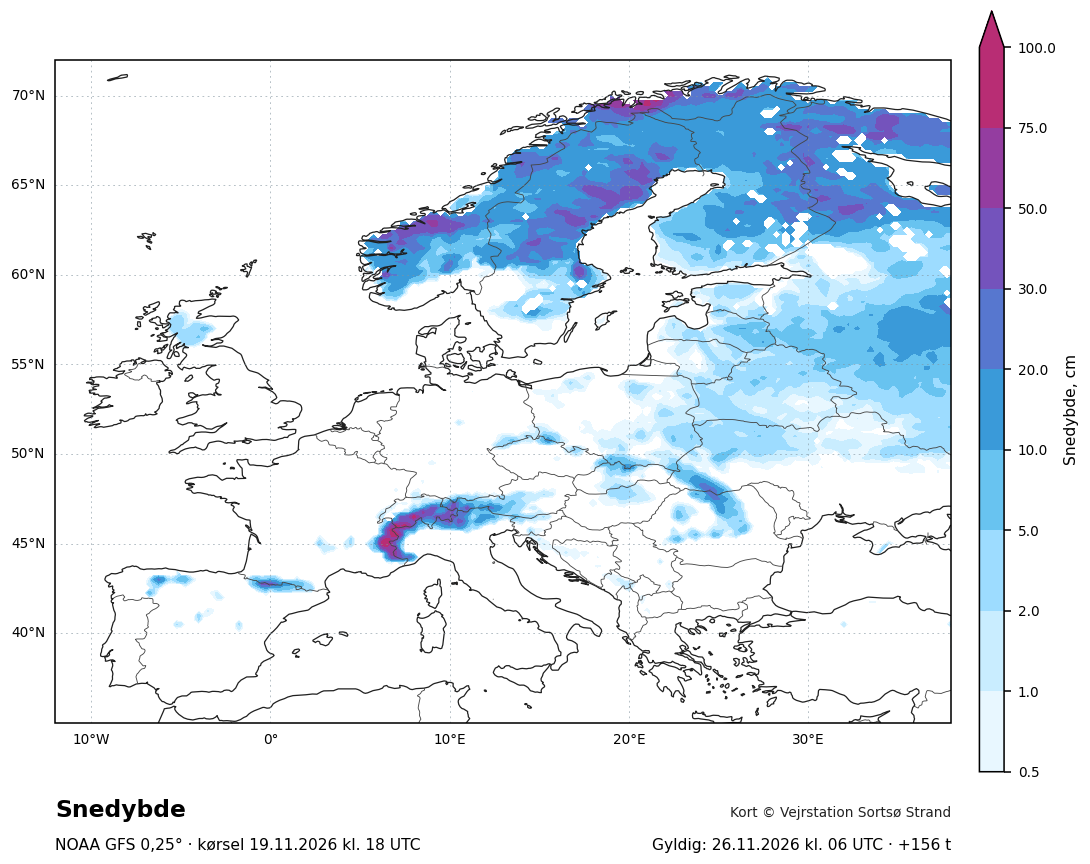 100.0
75.0
50.0
30.0
20.0
10.0
5.0
2.0
1.0
0.5
Snedybde, cm
70°N
65°N
60°N
55°N
50°N
45°N
40°N
10°W 0° 10°E 20°E 30°E
Snedybde
Kort © Vejrstation Sortsø Strand
NOAA GFS 0,25° · kørsel 19.11.2026 kl. 18 UTC
Gyldig: 26.11.2026 kl. 06 UTC · +156 t